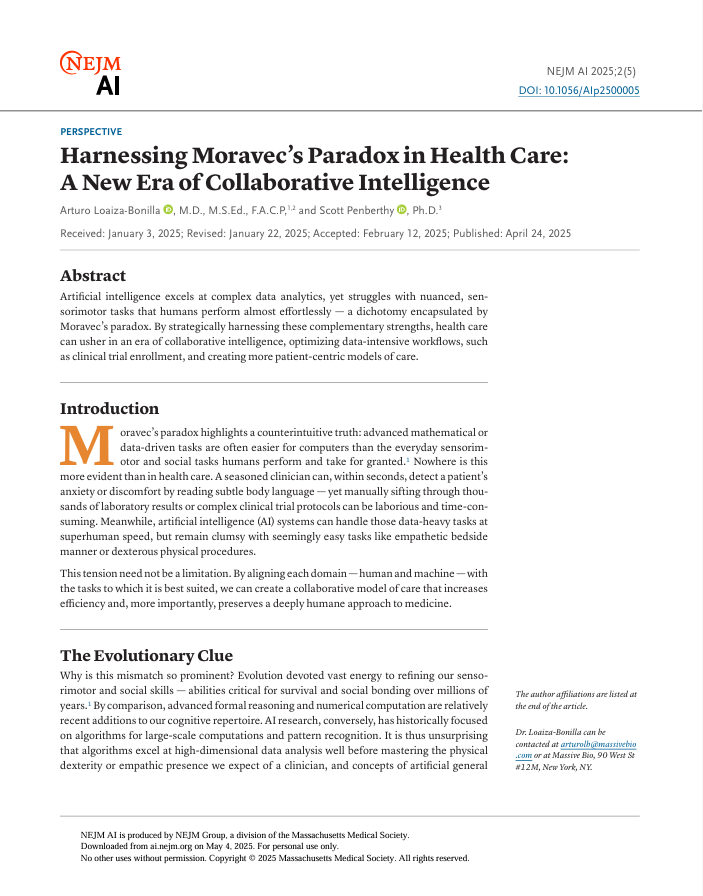 NEJM
AI
NEJM AI 2025;2(5)
DOI: 10.1056/AIp2500005
PERSPECTIVE
Harnessing Moravec’s Paradox in Health Care:
A New Era of Collaborative Intelligence
Arturo Loaiza-Bonilla iD, M.D., M.S.Ed., F.A.C.P,1,2 and Scott Penberthy iD, Ph.D.3
Received: January 3, 2025; Revised: January 22, 2025; Accepted: February 12, 2025; Published: April 24, 2025
Abstract
Artificial intelligence excels at complex data analytics, yet struggles with nuanced, sen-
sorimotor tasks that humans perform almost effortlessly — a dichotomy encapsulated by
Moravec’s paradox. By strategically harnessing these complementary strengths, health care
can usher in an era of collaborative intelligence, optimizing data-intensive workflows, such
as clinical trial enrollment, and creating more patient-centric models of care.
Introduction
Moravec’s paradox highlights a counterintuitive truth: advanced mathematical or
data-driven tasks are often easier for computers than the everyday sensorim-
otor and social tasks humans perform and take for granted.1 Nowhere is this
more evident than in health care. A seasoned clinician can, within seconds, detect a patient’s
anxiety or discomfort by reading subtle body language — yet manually sifting through thou-
sands of laboratory results or complex clinical trial protocols can be laborious and time-con-
suming. Meanwhile, artificial intelligence (AI) systems can handle those data-heavy tasks at
superhuman speed, but remain clumsy with seemingly easy tasks like empathetic bedside
manner or dexterous physical procedures.
This tension need not be a limitation. By aligning each domain — human and machine — with
the tasks to which it is best suited, we can create a collaborative model of care that increases
efficiency and, more importantly, preserves a deeply humane approach to medicine.
The Evolutionary Clue
Why is this mismatch so prominent? Evolution devoted vast energy to refining our senso-
rimotor and social skills — abilities critical for survival and social bonding over millions of
years.1 By comparison, advanced formal reasoning and numerical computation are relatively
recent additions to our cognitive repertoire. AI research, conversely, has historically focused
on algorithms for large-scale computations and pattern recognition. It is thus unsurprising
that algorithms excel at high-dimensional data analysis well before mastering the physical
dexterity or empathic presence we expect of a clinician, and concepts of artificial general
The author affiliations are listed at
the end of the article.
Dr. Loaiza-Bonilla can be
contacted at arturolb@massivebio
.com or at Massive Bio, 90 West St
#12M, New York, NY.
NEJM AI is produced by NEJM Group, a division of the Massachusetts Medical Society.
Downloaded from ai.nejm.org on May 4, 2025. For personal use only.
No other uses without permission. Copyright © 2025 Massachusetts Medical Society. All rights reserved.